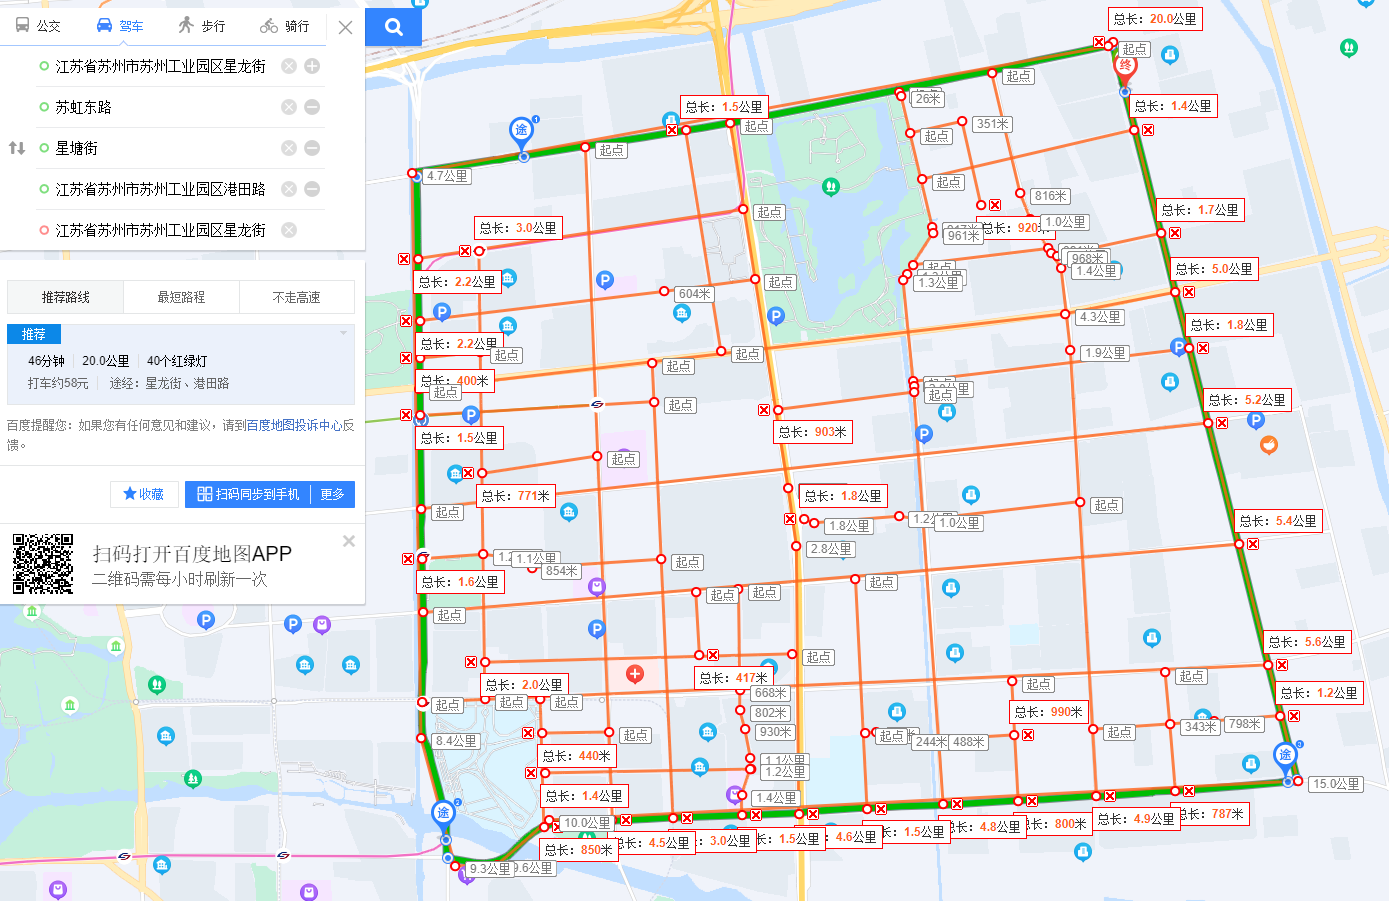 公交
驾车
步行
骑行
江苏省苏州市苏州工业园区星龙街
苏虹东路
星塘街
江苏省苏州市苏州工业园区港田路
江苏省苏州市苏州工业园区星龙街
推荐路线
最短路程
不走高速
推荐
46分钟 20.0公里 40个红绿灯
打车约58元 途经：星龙街、港田路
百度提醒您：如果您有任何意见和建议，请到百度地图投诉中心反
馈。
收藏
扫码同步到手机
更多
扫码打开百度地图APP
二维码需每小时刷新一次
总长：20.0公里
起点
终
起点
26米
总长：1.4公里
总长：1.5公里
起点
351米
途
起点
起点
4.7公里
起点
816米
起点
总长：1.7公里
总长：3.0公里
961米
总长：920米
1.0公里
968米
1.4公里
总长：5.0公里
总长：2.2公里
起点
1.3公里
604米
4.3公里
总长：1.8公里
总长：2.2公里
起点
起点
1.9公里
起点
总长：400米
起点
起点
起点
总长：5.2公里
总长：1.5公里
总长：903米
起点
总长：771米
总长：1.8公里
起点
起点
1.8公里
1.0公里
总长：5.4公里
2.8公里
1.1公里
854米
起点
总长：1.6公里
起点
起点
起点
起点
总长：5.6公里
起点
总长：417米
起点
起点
总长：2.0公里
668米
总长：1.2公里
起点
起点
起点
802米
总长：990米
930米
起点
起点
244米
488米
起点
343米
798米
8.4公里
总长：440米
1.1公里
1.2公里
途
15.0公里
总长：1.4公里
1.4公里
途
10.0公里
总长：850米
总长：4.5公里
总长：3.0公里
总长：1.5公里
总长：4.6公里
总长：1.5公里
总长：4.8公里
总长：800米
总长：4.9公里
总长：787米
9.3公里
9.6公里